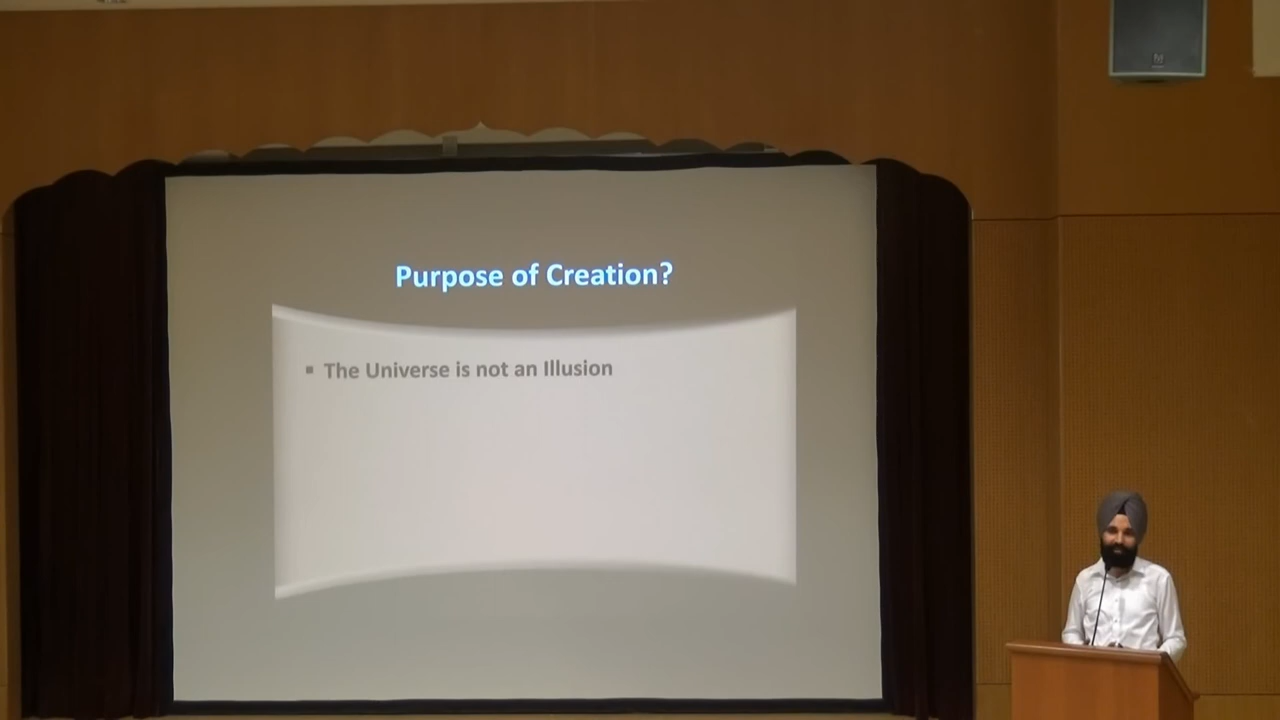 Purpose of Creation?
▪ The Universe is not an Illusion